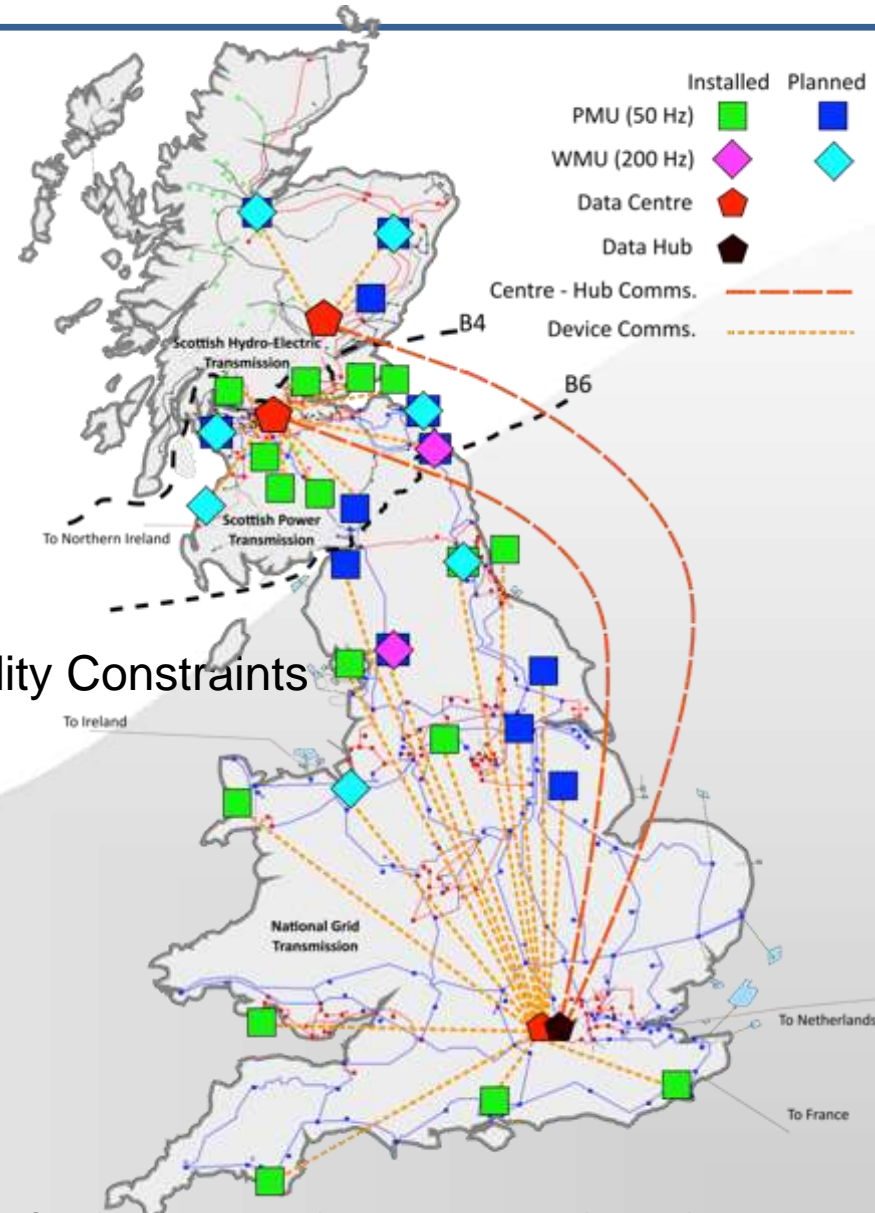 Installed Planned
PMU (50 Hz)
WMU (200 Hz)
Data Centre
Data Hub
Centre - Hub Comms.
Device Comms.
B4
Scottish Hydro-Electric
Transmission
B6
To Northern Ireland
Scottish Power
Transmission
lity Constraints
To Ireland
National Grid
Transmission
To Netherlands
To France